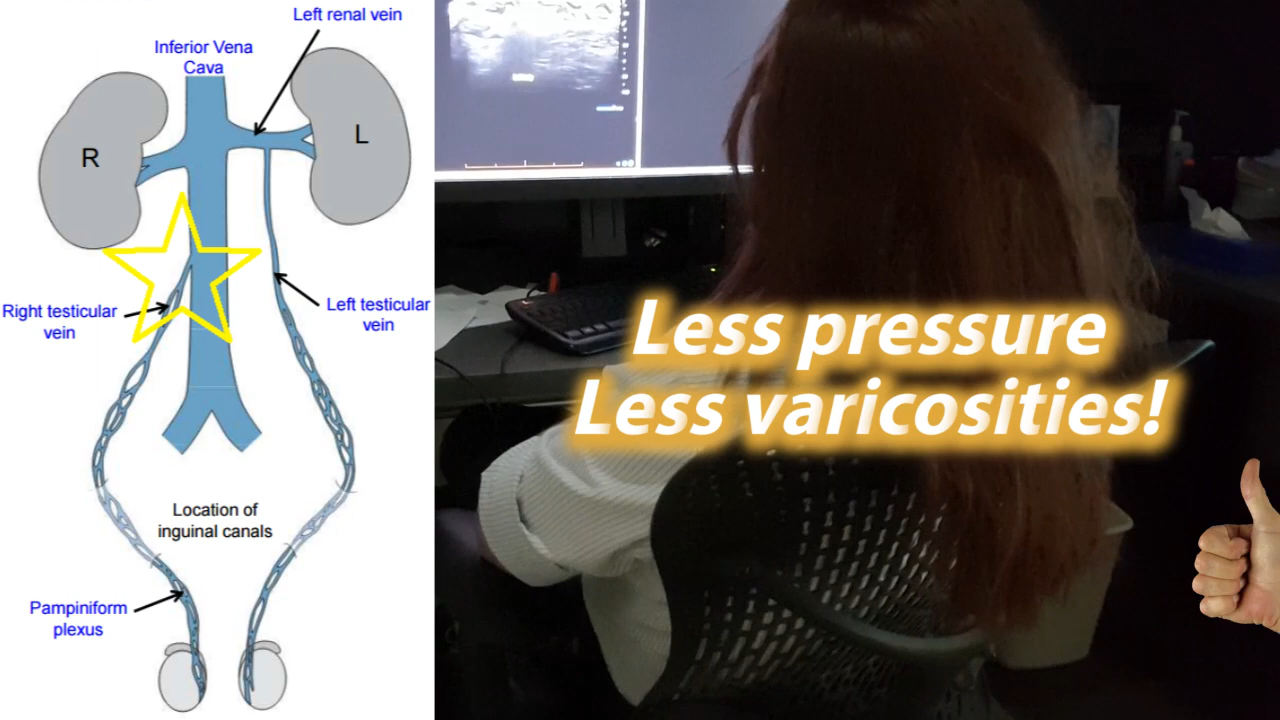 Left renal vein
Inferior Vena
Cava
R
L
Right testicular
vein
Left testicular
vein
Location of
inguinal canals
Pampiniform
plexus
Less pressure
Less varicosities!